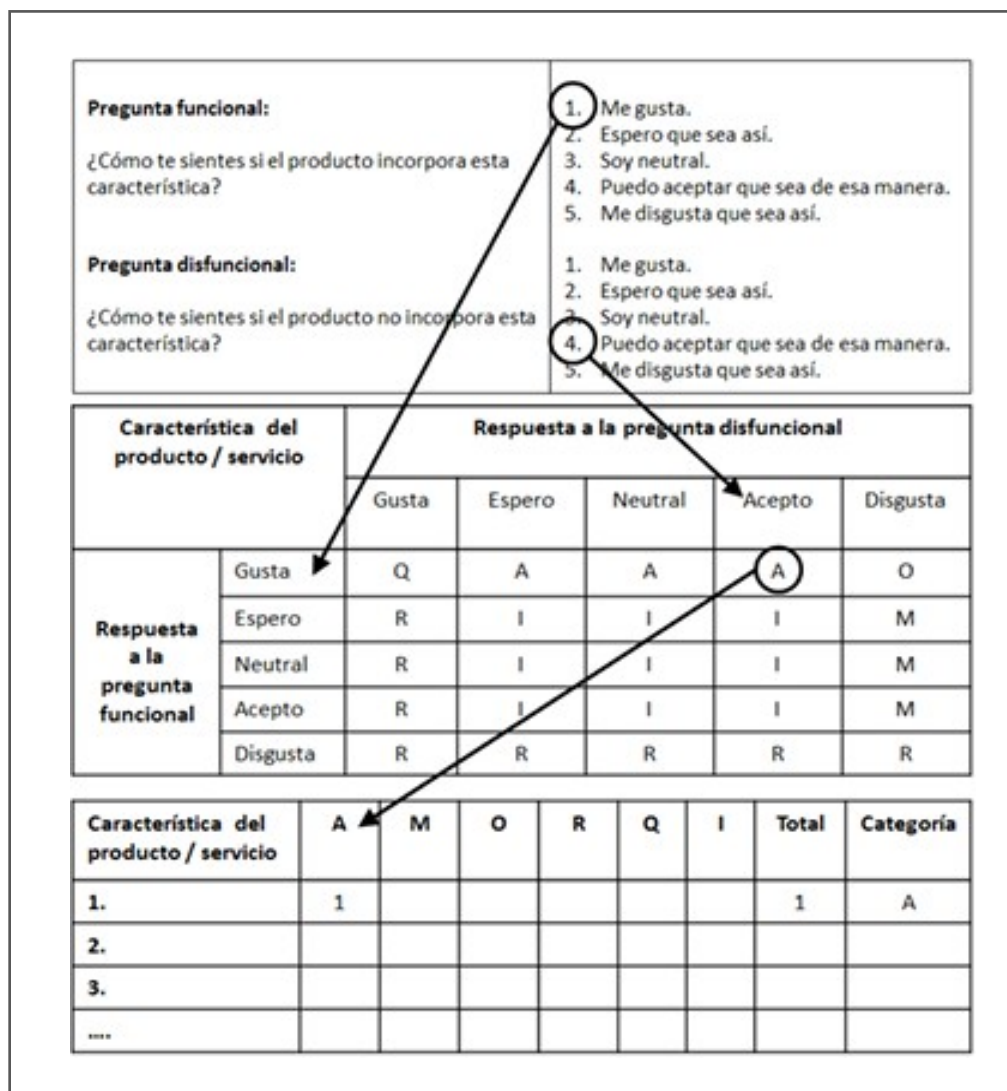 Pregunta funcional:
¿Cómo te sientes si el producto incorpora esta
característica?
1. Me gusta.
2. Espero que sea así.
3. Soy neutral.
4. Puedo aceptar que sea de esa manera.
5. Me disgusta que sea así.
Pregunta disfuncional:
¿Cómo te sientes si el producto no incorpora esta
característica?
1. Me gusta.
2. Espero que sea así.
3. Soy neutral.
4. Puedo aceptar que sea de esa manera.
5. Me disgusta que sea así.
Característica del
producto / servicio
Respuesta a la pregunta disfuncional
Gusta Espero Neutral Acepto Disgusta
Respuesta
a la
pregunta
funcional
Gusta Q A A A O
Espero R I I I M
Neutral R I I I M
Acepto R I I I M
Disgusta R R R R R
Característica del
producto / servicio
A M O R Q I Total Categoría
1. 1 1 A
2.
3.
....